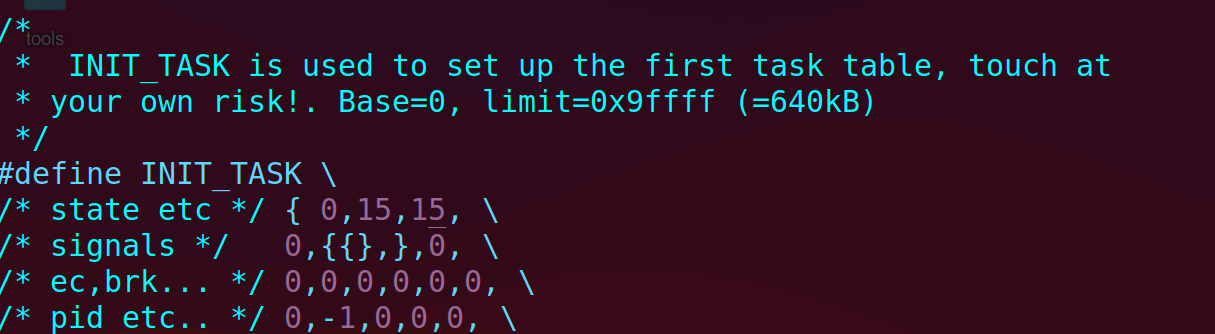 /*
tools
 *  INIT_TASK is used to set up the first task table, touch at
 * your own risk!. Base=0, limit=0x9ffff (=640kB)
 */
#define INIT_TASK \
/* state etc */ { 0,15,15, \
/* signals */   0,{{},},0, \
/* ec,brk... */ 0,0,0,0,0,0, \
/* pid etc.. */ 0,-1,0,0,0, \